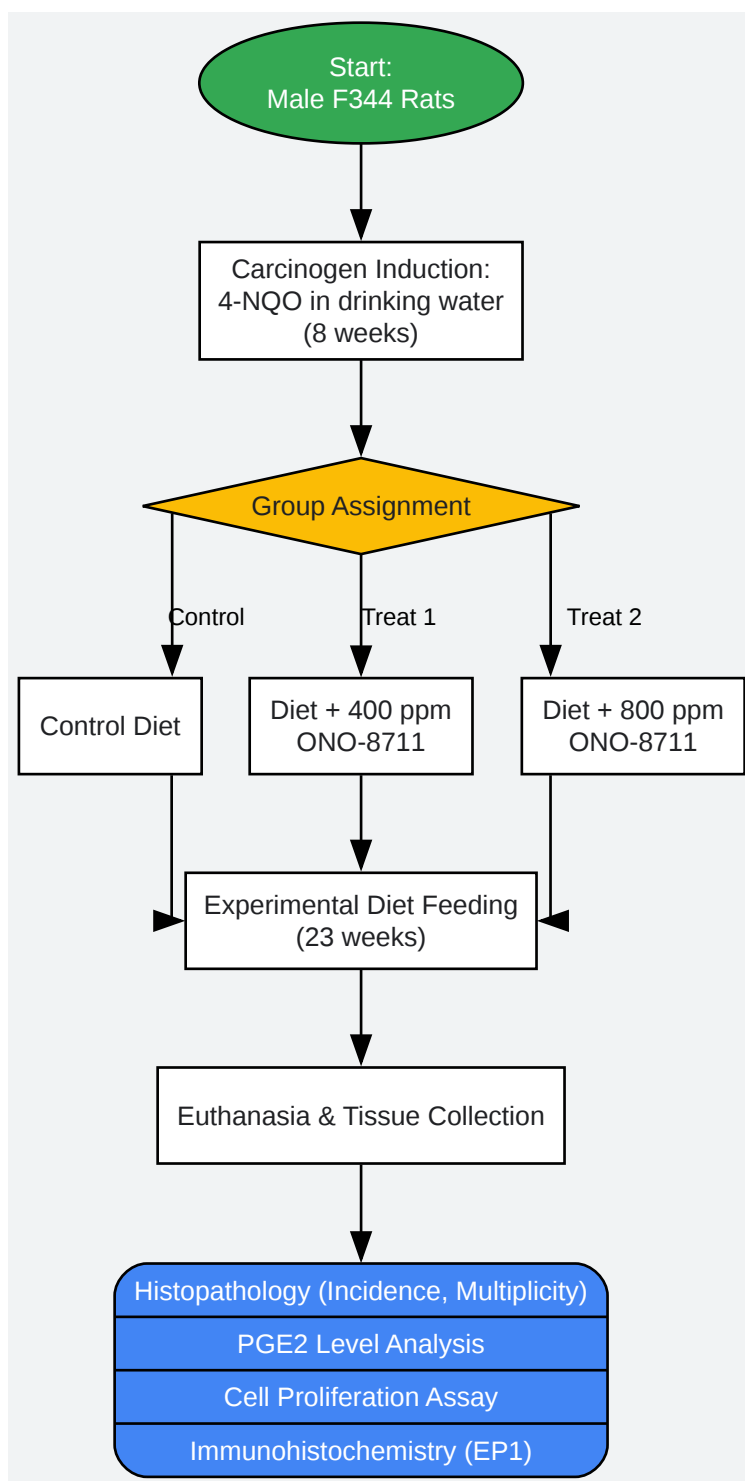 Start:
Male F344 Rats
Carcinogen Induction:
4-NQO in drinking water
(8 weeks)
Group Assignment
Control
Treat 1
Treat 2
Control Diet
Diet + 400 ppm
ONO-8711
Diet + 800 ppm
ONO-8711
Experimental Diet Feeding
(23 weeks)
Euthanasia & Tissue Collection
Histopathology (Incidence, Multiplicity)
PGE2 Level Analysis
Cell Proliferation Assay
Immunohistochemistry (EP1)